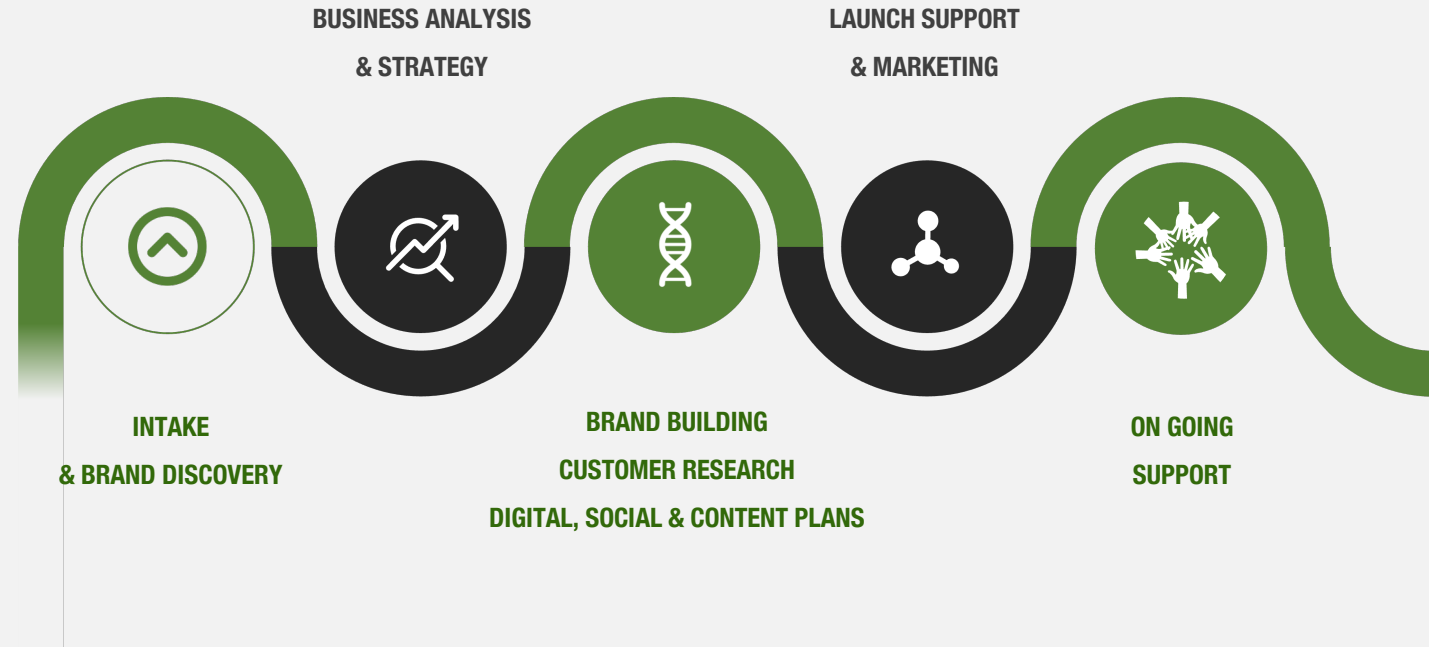 BUSINESS ANALYSIS
& STRATEGY
LAUNCH SUPPORT
& MARKETING
INTAKE
& BRAND DISCOVERY
BRAND BUILDING
CUSTOMER RESEARCH
DIGITAL, SOCIAL & CONTENT PLANS
ON GOING
SUPPORT